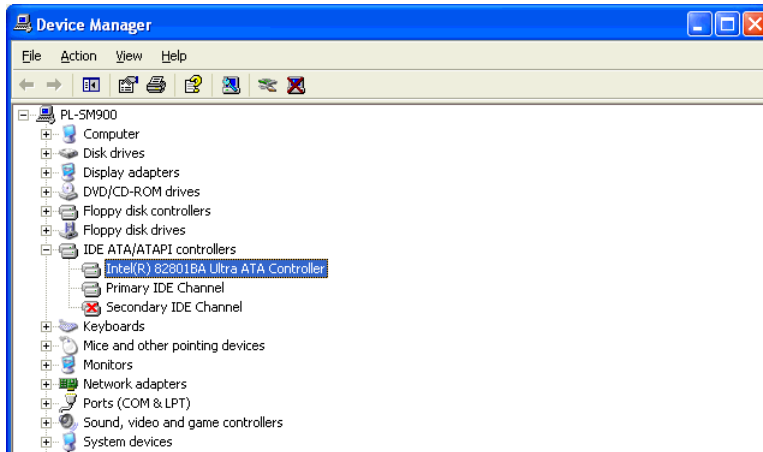 Device Manager
File Action View Help
PL-SM900
Computer
Disk drives
Display adapters
DVD/CD-ROM drives
Floppy disk controllers
Floppy disk drives
IDE ATA/ATAPI controllers
Intel(R) 82801BA Ultra ATA Controller
Primary IDE Channel
Secondary IDE Channel
Keyboards
Mice and other pointing devices
Monitors
Network adapters
Ports (COM & LPT)
Sound, video and game controllers
System devices